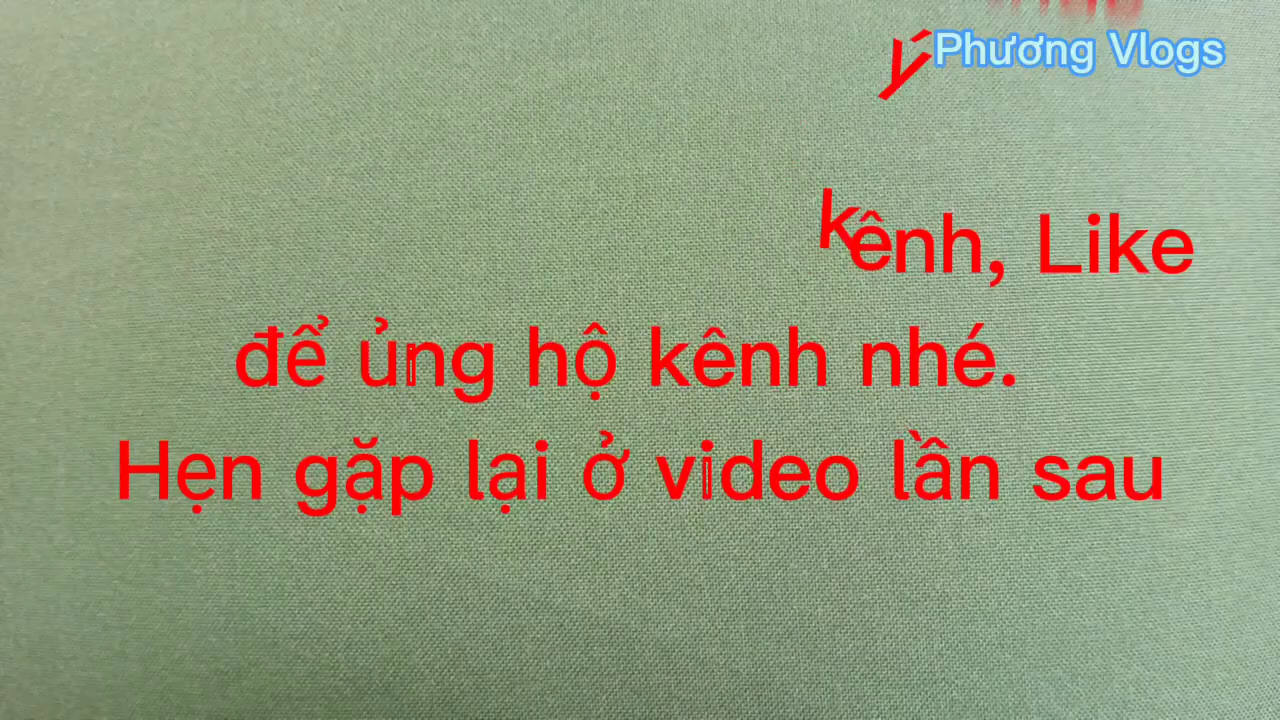 ý Phương Vlogs
kênh, Like
để ủng hộ kênh nhé.
Hẹn gặp lại ở video lần sau